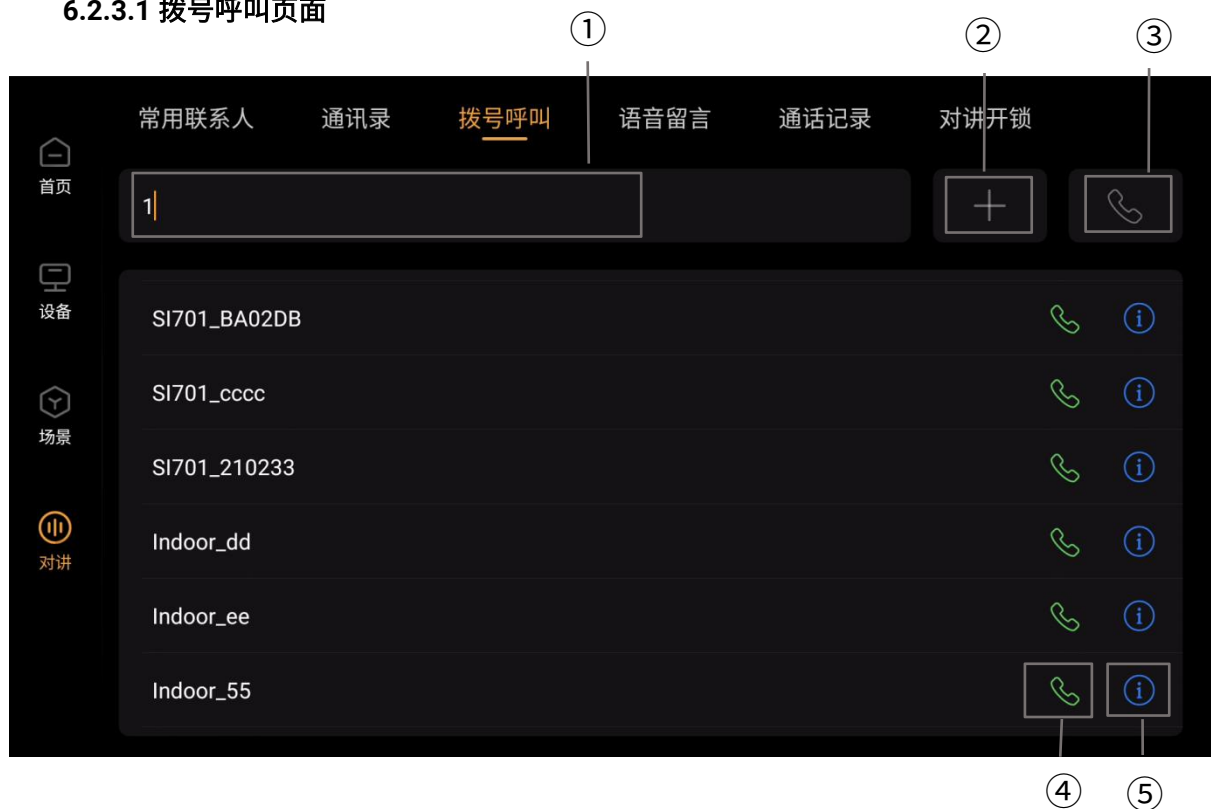 6.2.3.1 拨号呼叫页面
① ② ③
常用联系人 通讯录 拨号呼叫 语音留言 通话记录 对讲开锁
首页
1
设备
SI701_BA02DB
SI701_cccc
场景
SI701_210233
Indoor_dd
对讲
Indoor_ee
Indoor_55
④ ⑤